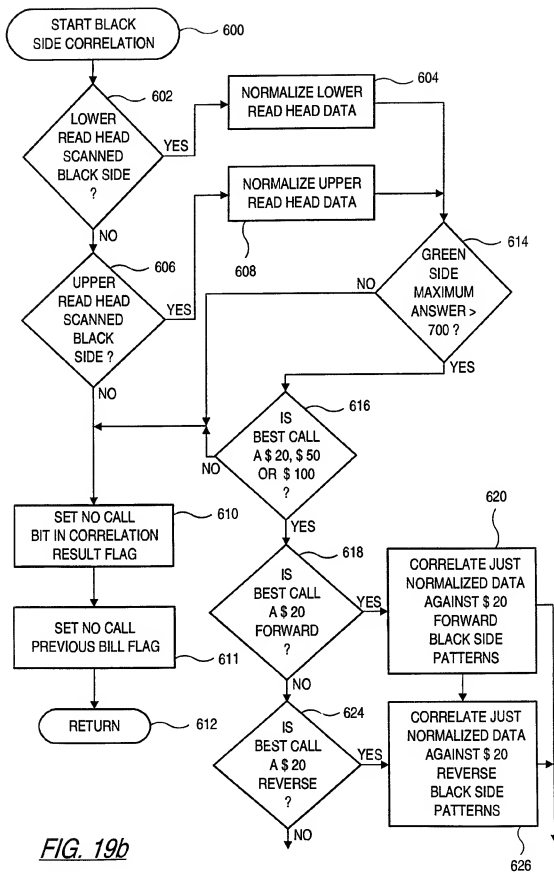 START BLACK
SIDE CORRELATION
600
602
LOWER
READ HEAD
SCANNED
BLACK SIDE
?
YES
NO
604
NORMALIZE LOWER
READ HEAD DATA
606
UPPER
READ HEAD
SCANNED
BLACK
SIDE ?
YES
NO
NORMALIZE UPPER
READ HEAD DATA
608
614
GREEN
SIDE
MAXIMUM
ANSWER >
700 ?
NO
YES
616
IS
BEST CALL
A $ 20, $ 50
OR $ 100
?
NO
YES
SET NO CALL
BIT IN CORRELATION
RESULT FLAG
610
SET NO CALL
PREVIOUS BILL FLAG
611
RETURN
612
618
IS
BEST CALL
A $ 20
FORWARD
?
YES
NO
620
CORRELATE JUST
NORMALIZED DATA
AGAINST $ 20
FORWARD
BLACK SIDE
PATTERNS
624
IS
BEST CALL
A $ 20
REVERSE
?
YES
NO
CORRELATE JUST
NORMALIZED DATA
AGAINST $ 20
REVERSE
BLACK SIDE
PATTERNS
626
FIG. 19b